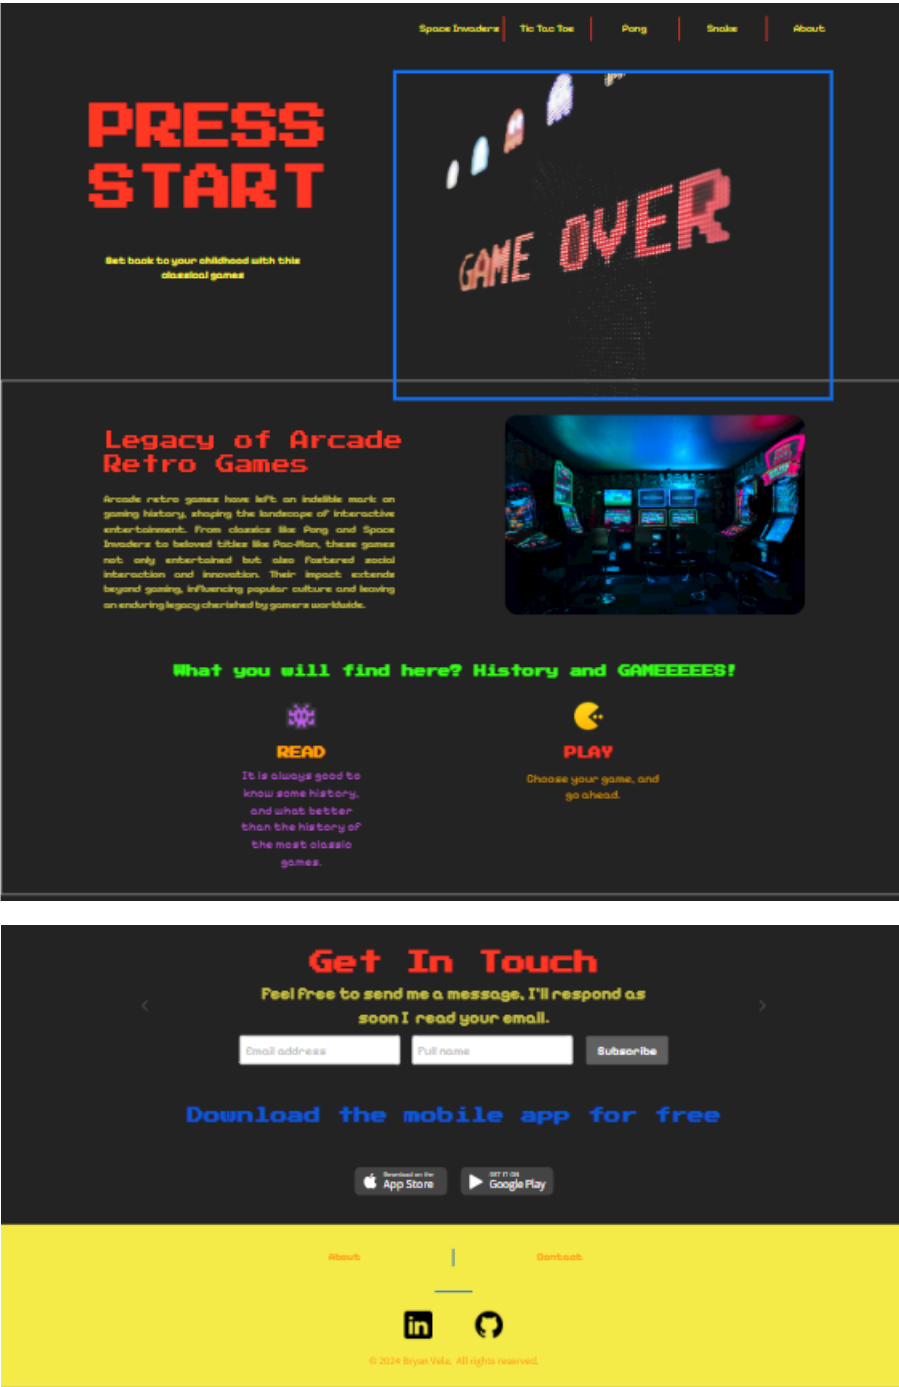 Space Invaders
Tic Tac Toe
Pong
Snake
About
PRESS
START
Get back to your childhood with this
classical games
GAME OVER
Legacy of Arcade
Retro Games
Arcade retro games have left an indelible mark on
gaming history, shaping the landscape of interactive
entertainment. From classics like Pong and Space
Invaders to beloved titles like Pac-Man, these games
not only entertained but also fostered social
interaction and innovation. Their impact extends
beyond gaming, influencing popular culture and leaving
an enduring legacy cherished by gamers worldwide.
What you will find here? History and GAMEEEEES!
READ
It is always good to
know some history,
and what better
than the history of
the most classic
games.
PLAY
Choose your game, and
go ahead.
Get In Touch
Feel free to send me a message, I'll respond as
soon I read your email.
Email address
Full name
Subscribe
Download the mobile app for free
Download on the
App Store
GET IT ON
Google Play
About
Contact
in
© 2024 Bryan Vela. All rights reserved.